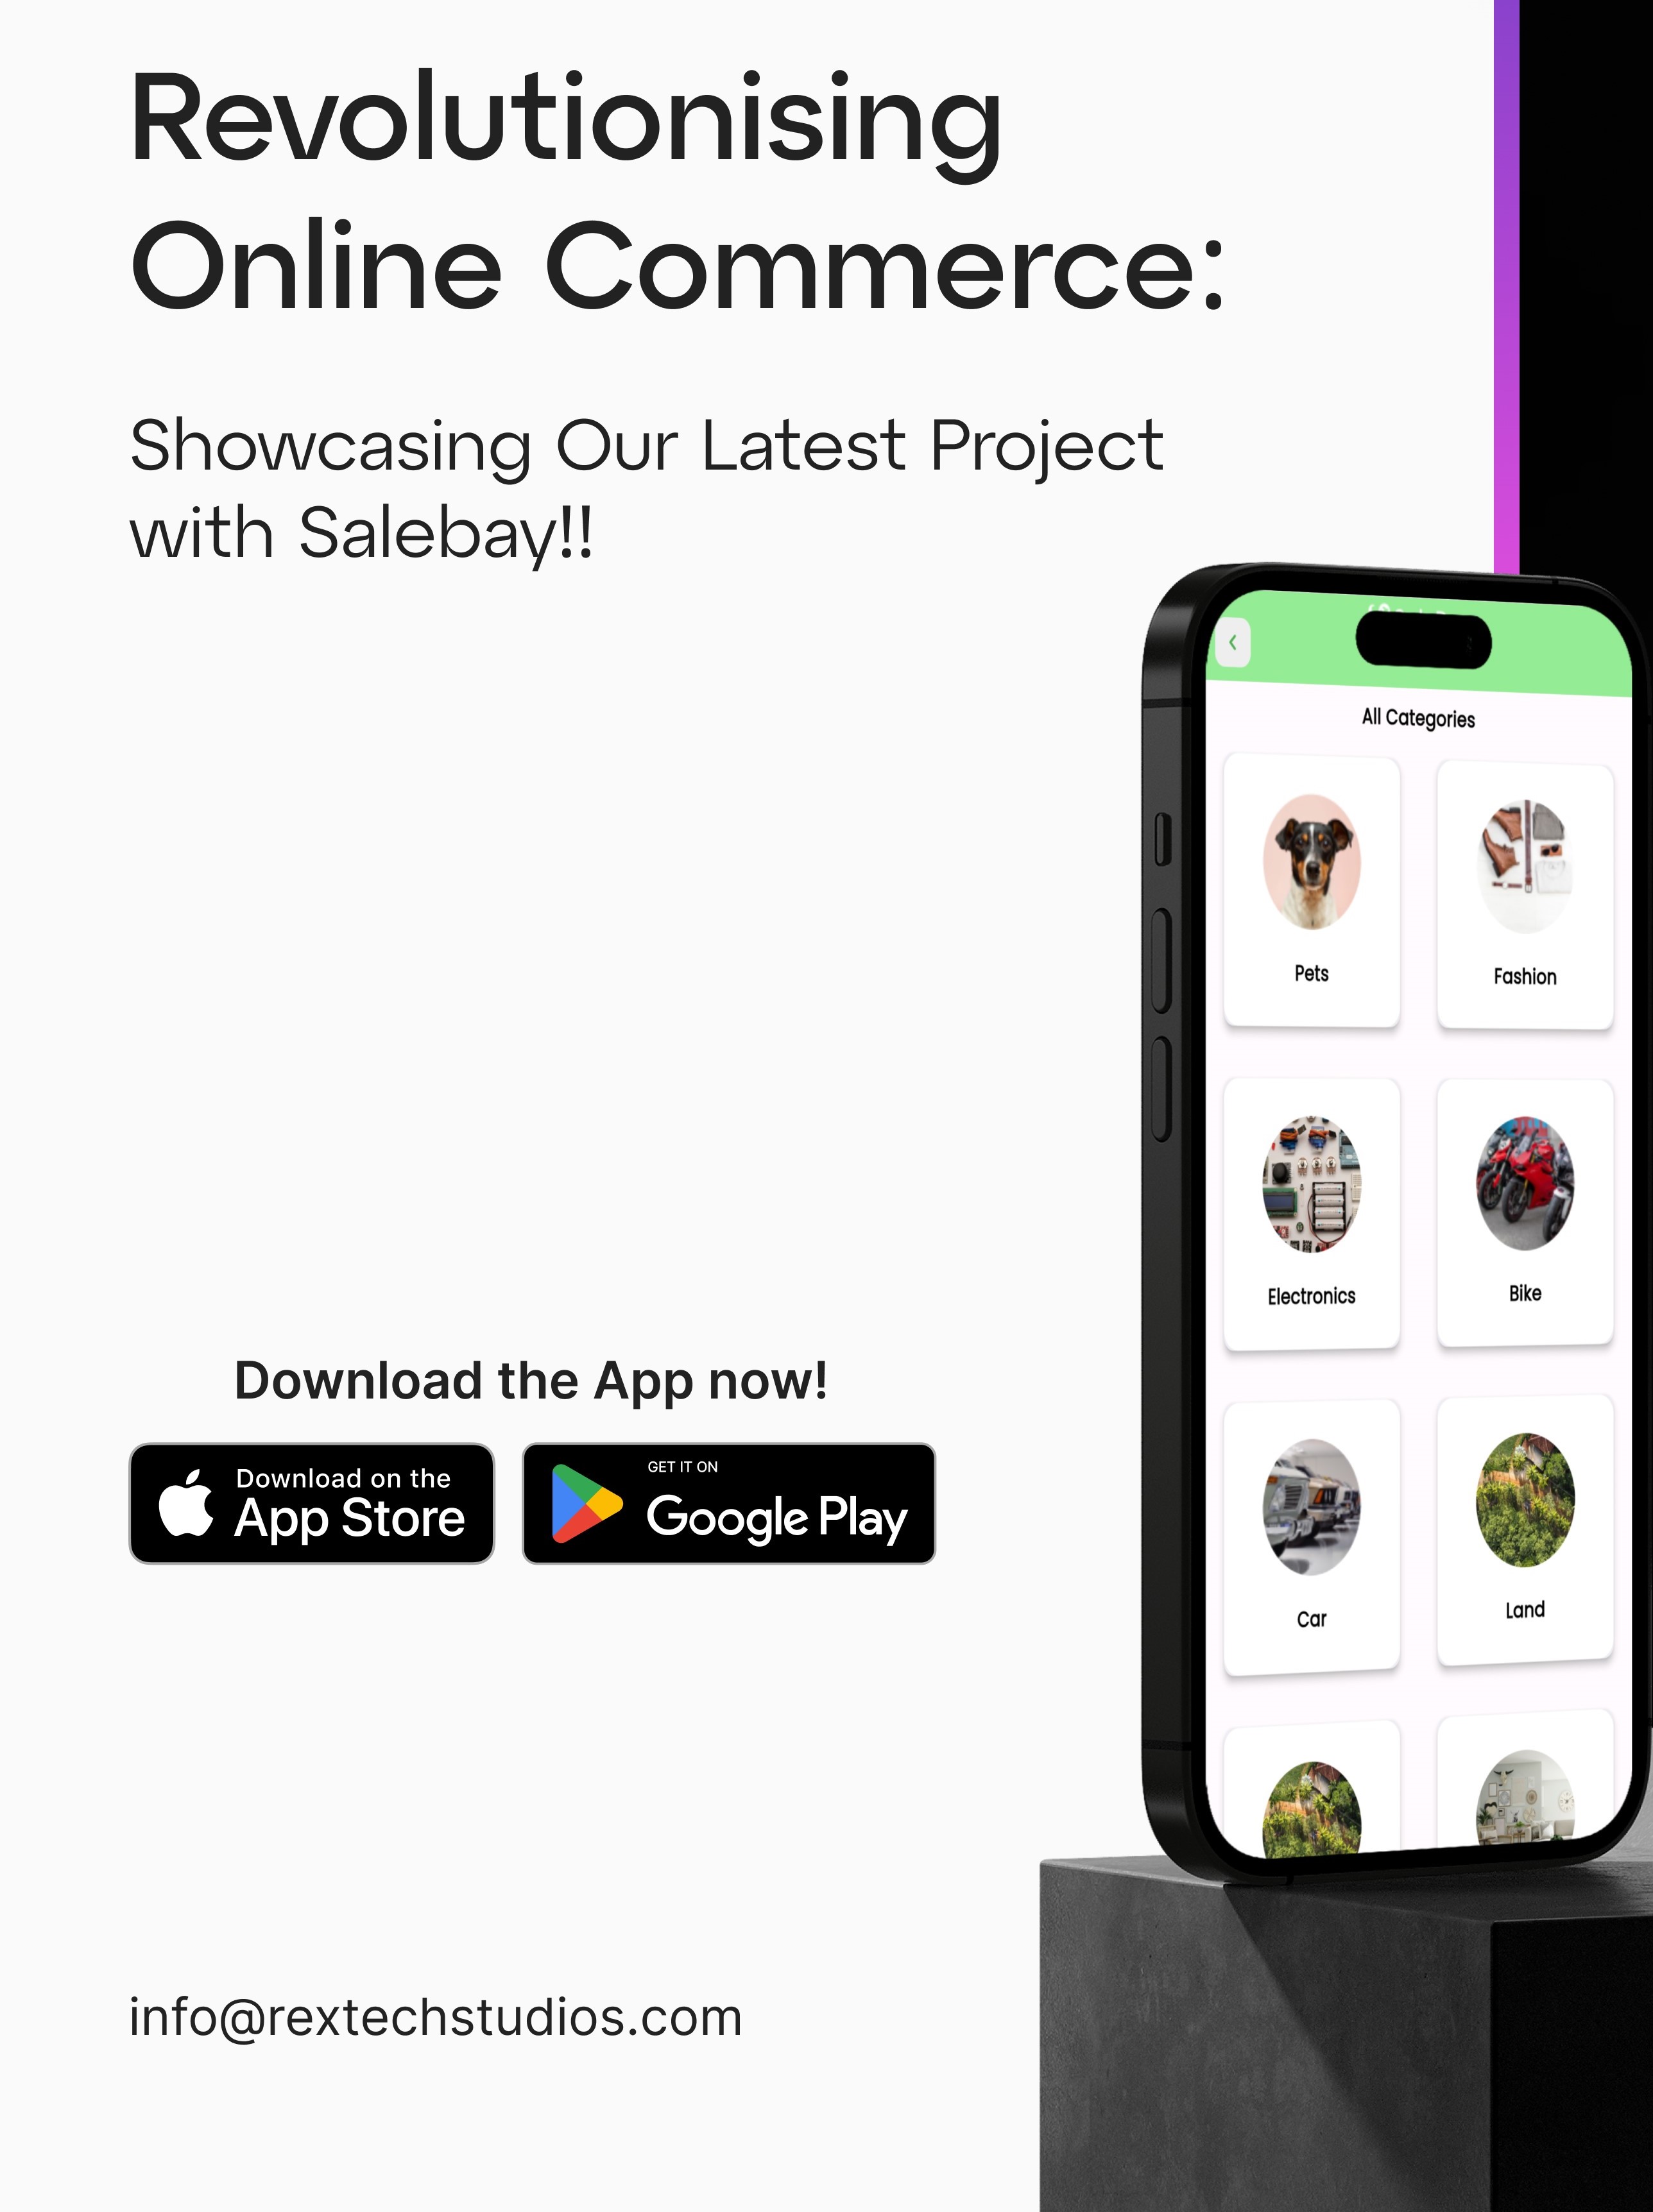 Revolutionising
Online Commerce:
Showcasing Our Latest Project
with Salebay!!
All Categories
Pets
Fashion
Electronics
Bike
Car
Land
Download the App now!
Download on the
App Store
GET IT ON
Google Play
info@rextechstudios.com